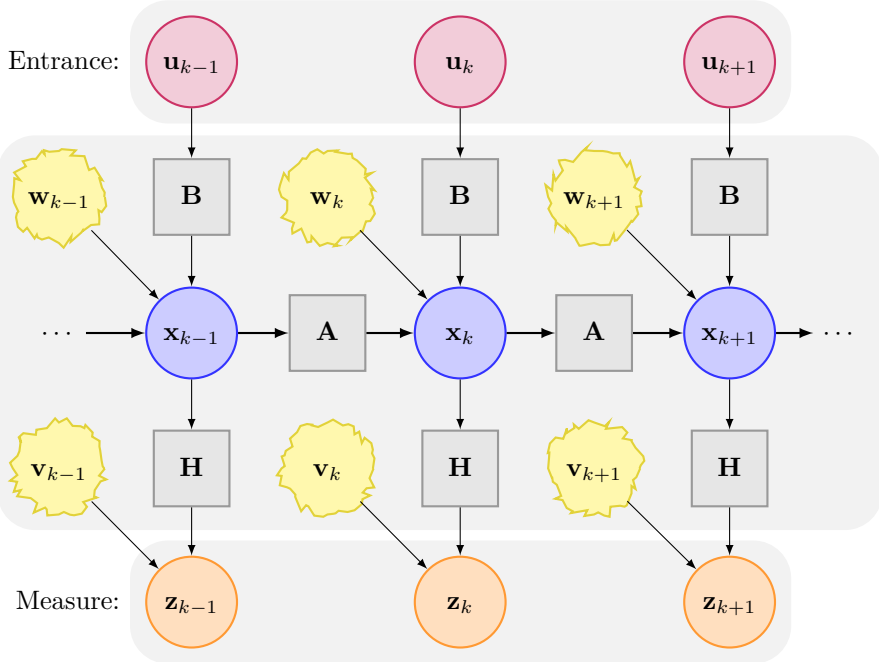 Entrance: u_{k−1} u_k u_{k+1}
w_{k−1} B w_k B w_{k+1} B
⋯ x_{k−1} A x_k A x_{k+1} ⋯
v_{k−1} H v_k H v_{k+1} H
Measure: z_{k−1} z_k z_{k+1}